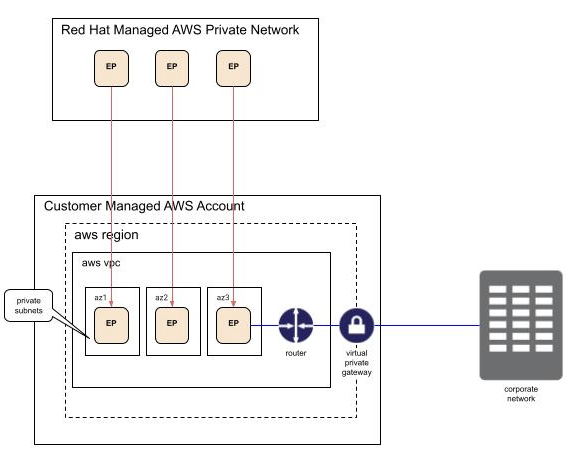 Red Hat Managed AWS Private Network
EP
EP
EP
Customer Managed AWS Account
aws region
aws vpc
private
subnets
az1
az2
az3
EP
EP
EP
router
virtual
private
gateway
corporate
network